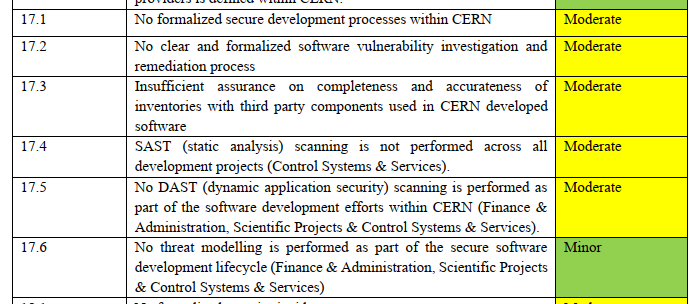 providers is defined within CERN.
17.1 No formalized secure development processes within CERN Moderate
17.2 No clear and formalized software vulnerability investigation and Moderate
remediation process
17.3 Insufficient assurance on completeness and accurateness of Moderate
inventories with third party components used in CERN developed
software
17.4 SAST (static analysis) scanning is not performed across all Moderate
development projects (Control Systems & Services).
17.5 No DAST (dynamic application security) scanning is performed as Moderate
part of the software development efforts within CERN (Finance &
Administration, Scientific Projects & Control Systems & Services).
17.6 No threat modelling is performed as part of the secure software Minor
development lifecycle (Finance & Administration, Scientific Projects
& Control Systems & Services)